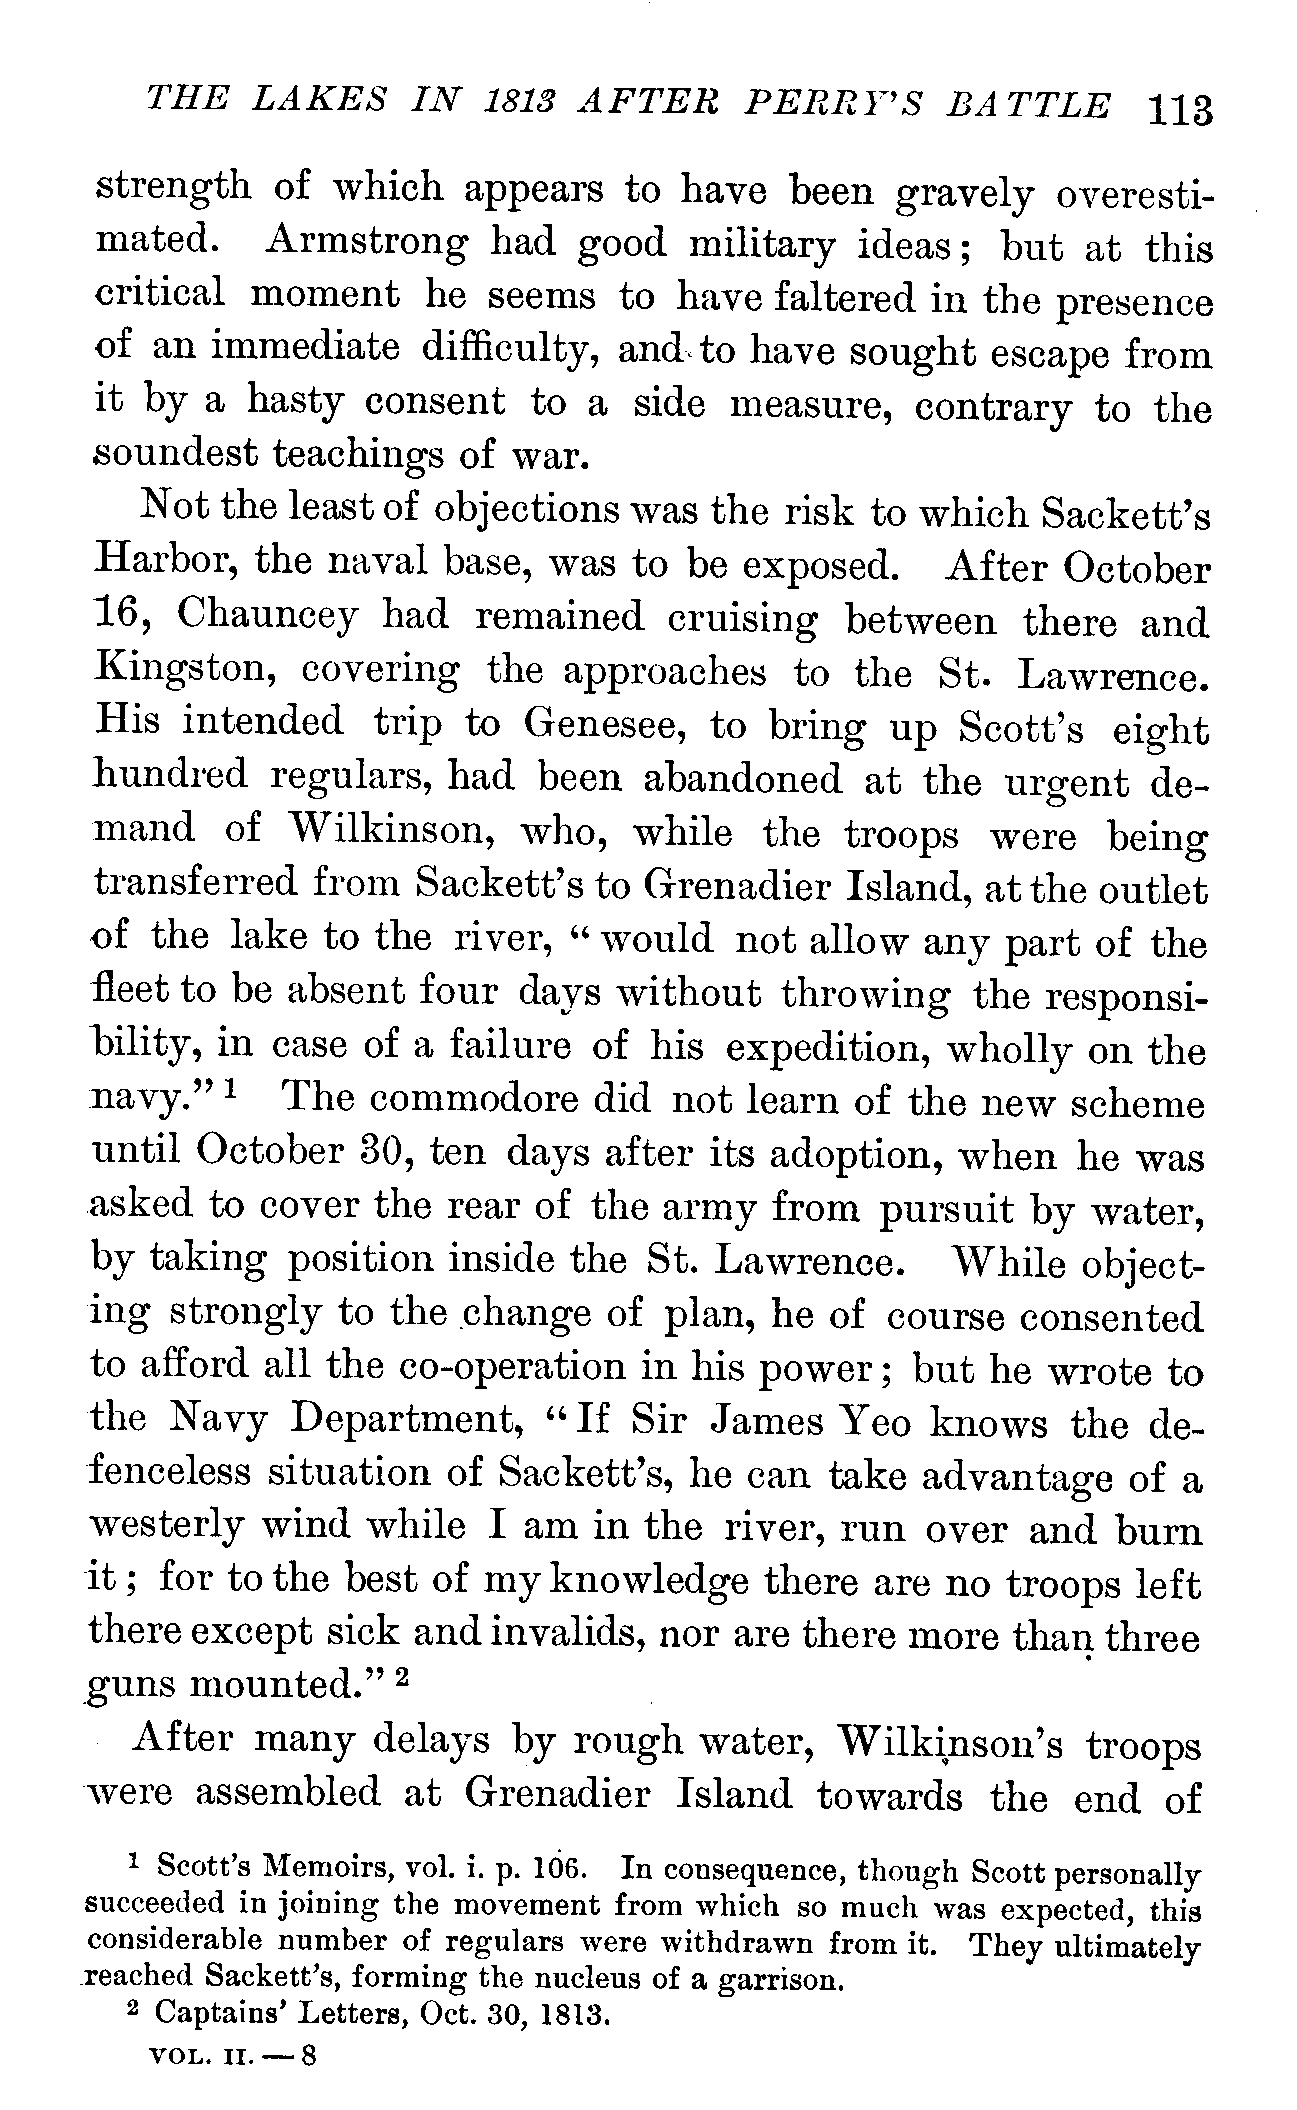 THE LAKES IN 1813 AFTER PERRY'S BATTLE 113
strength of which appears to have been gravely overesti-
mated. Armstrong had good military ideas; but at this
critical moment he seems to have faltered in the presence
of an immediate difficulty, and to have sought escape from
it by a hasty consent to a side measure, contrary to the
soundest teachings of war.
Not the least of objections was the risk to which Sackett's
Harbor, the naval base, was to be exposed. After October
16, Chauncey had remained cruising between there and
Kingston, covering the approaches to the St. Lawrence.
His intended trip to Genesee, to bring up Scott's eight
hundred regulars, had been abandoned at the urgent de-
mand of Wilkinson, who, while the troops were being
transferred from Sackett's to Grenadier Island, at the outlet
of the lake to the river, "would not allow any part of the
fleet to be absent four days without throwing the responsi-
bility, in case of a failure of his expedition, wholly on the
navy." 1 The commodore did not learn of the new scheme
until October 30, ten days after its adoption, when he was
asked to cover the rear of the army from pursuit by water,
by taking position inside the St. Lawrence. While object-
ing strongly to the change of plan, he of course consented
to afford all the co-operation in his power; but he wrote to
the Navy Department, "If Sir James Yeo knows the de-
fenceless situation of Sackett's, he can take advantage of a
westerly wind while I am in the river, run over and burn
it; for to the best of my knowledge there are no troops left
there except sick and invalids, nor are there more than three
guns mounted." 2
After many delays by rough water, Wilkinson's troops
were assembled at Grenadier Island towards the end of
1 Scott's Memoirs, vol. i. p. 106. In consequence, though Scott personally
succeeded in joining the movement from which so much was expected, this
considerable number of regulars were withdrawn from it. They ultimately
reached Sackett's, forming the nucleus of a garrison.
2 Captains' Letters, Oct. 30, 1813.
VOL. II. — 8